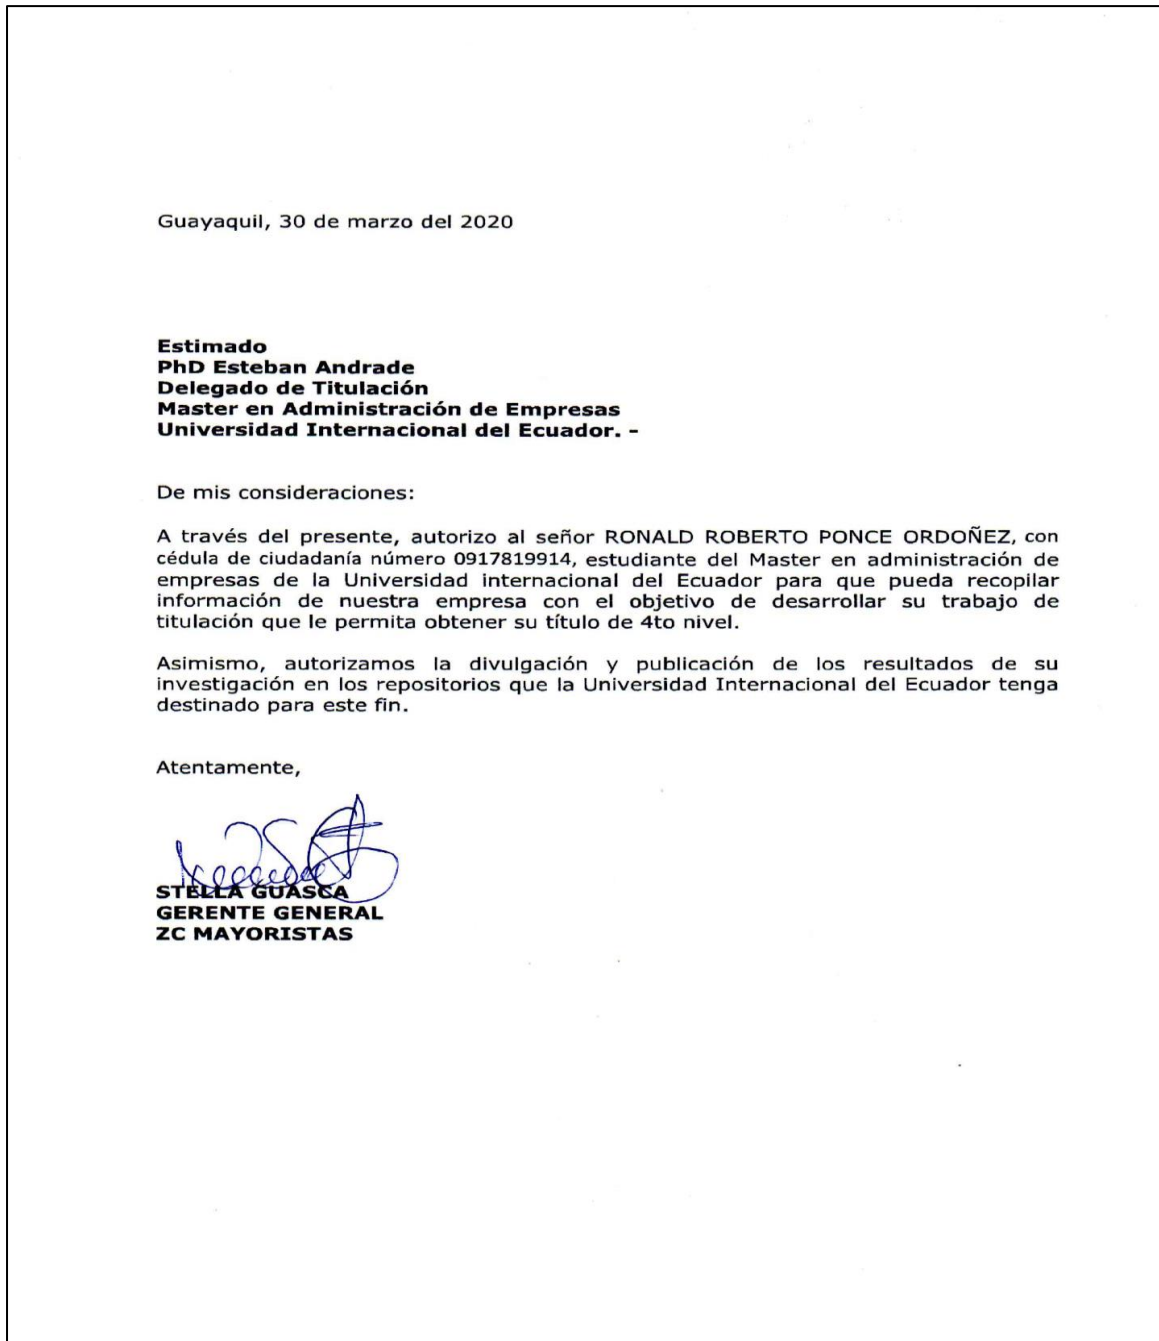 Guayaquil, 30 de marzo del 2020
Estimado
PhD Esteban Andrade
Delegado de Titulación
Master en Administración de Empresas
Universidad Internacional del Ecuador. -
De mis consideraciones:
A través del presente, autorizo al señor RONALD ROBERTO PONCE ORDOÑEZ, con
cédula de ciudadanía número 0917819914, estudiante del Master en administración de
empresas de la Universidad internacional del Ecuador para que pueda recopilar
información de nuestra empresa con el objetivo de desarrollar su trabajo de
titulación que le permita obtener su título de 4to nivel.
Asimismo, autorizamos la divulgación y publicación de los resultados de su
investigación en los repositorios que la Universidad Internacional del Ecuador tenga
destinado para este fin.
Atentamente,
STELLA GUASCA
GERENTE GENERAL
ZC MAYORISTAS